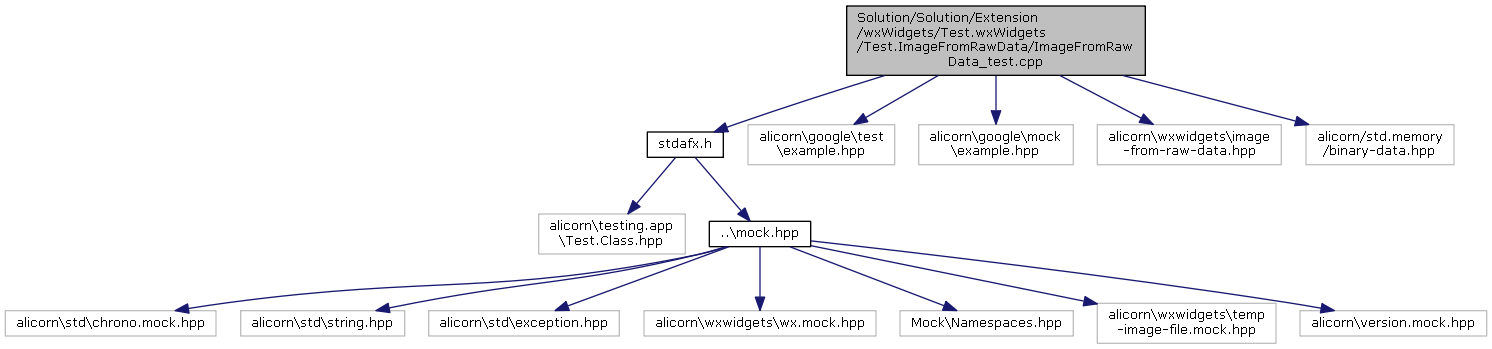 Solution/Solution/Extension
/wxWidgets/Test.wxWidgets
/Test.ImageFromRawData/ImageFromRaw
Data_test.cpp
stdafx.h
alicorn\google\test
\example.hpp
alicorn\google\mock
\example.hpp
alicorn\wxwidgets\image
-from-raw-data.hpp
alicorn/std.memory
/binary-data.hpp
alicorn\testing.app
\Test.Class.hpp
..\mock.hpp
alicorn\std\chrono.mock.hpp
alicorn\std\string.hpp
alicorn\std\exception.hpp
alicorn\wxwidgets\wx.mock.hpp
Mock\Namespaces.hpp
alicorn\wxwidgets\temp
-image-file.mock.hpp
alicorn\version.mock.hpp